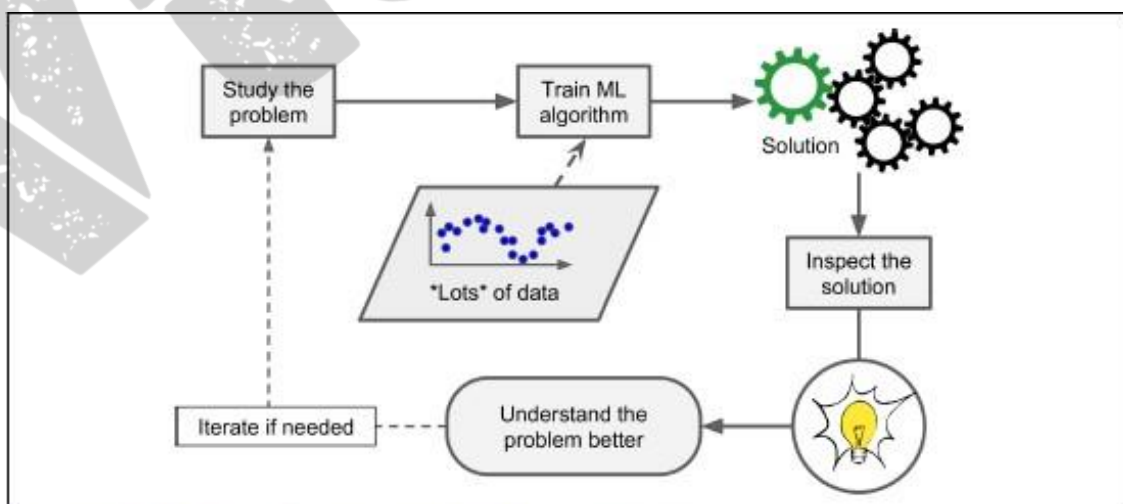 Study the
problem
Train ML
algorithm
Solution
*Lots* of data
Inspect the
solution
Understand the
problem better
Iterate if needed